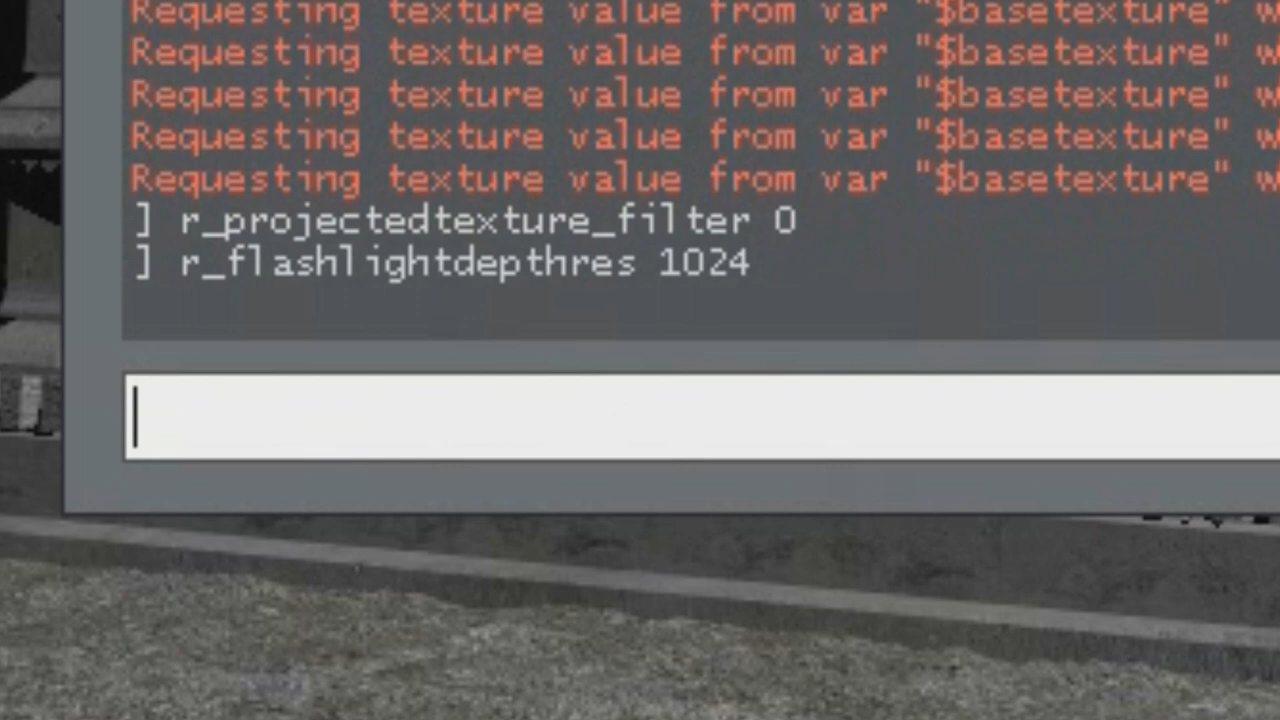 Requesting texture value from var "$basetexture" w
Requesting texture value from var "$basetexture" w
Requesting texture value from var "$basetexture" w
Requesting texture value from var "$basetexture" w
Requesting texture value from var "$basetexture" w
] r_projectedtexture_filter 0
] r_flashlightdepthres 1024